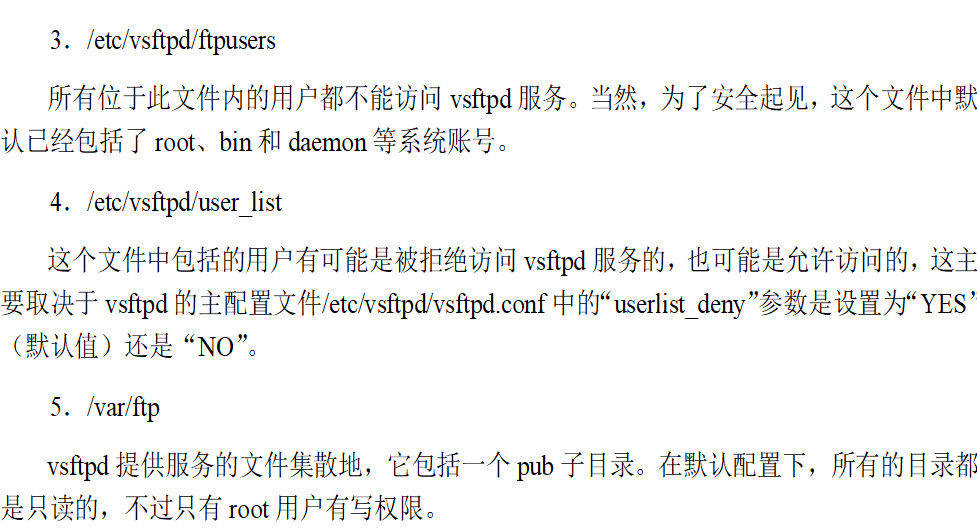 3．/etc/vsftpd/ftpusers
所有位于此文件内的用户都不能访问 vsftpd 服务。当然，为了安全起见，这个文件中默
认已经包括了 root、bin 和 daemon 等系统账号。
4．/etc/vsftpd/user_list
这个文件中包括的用户有可能是被拒绝访问 vsftpd 服务的，也可能是允许访问的，这主
要取决于 vsftpd 的主配置文件/etc/vsftpd/vsftpd.conf 中的“userlist_deny”参数是设置为“YES”
（默认值）还是“NO”。
5．/var/ftp
vsftpd 提供服务的文件集散地，它包括一个 pub 子目录。在默认配置下，所有的目录都
是只读的，不过只有 root 用户有写权限。